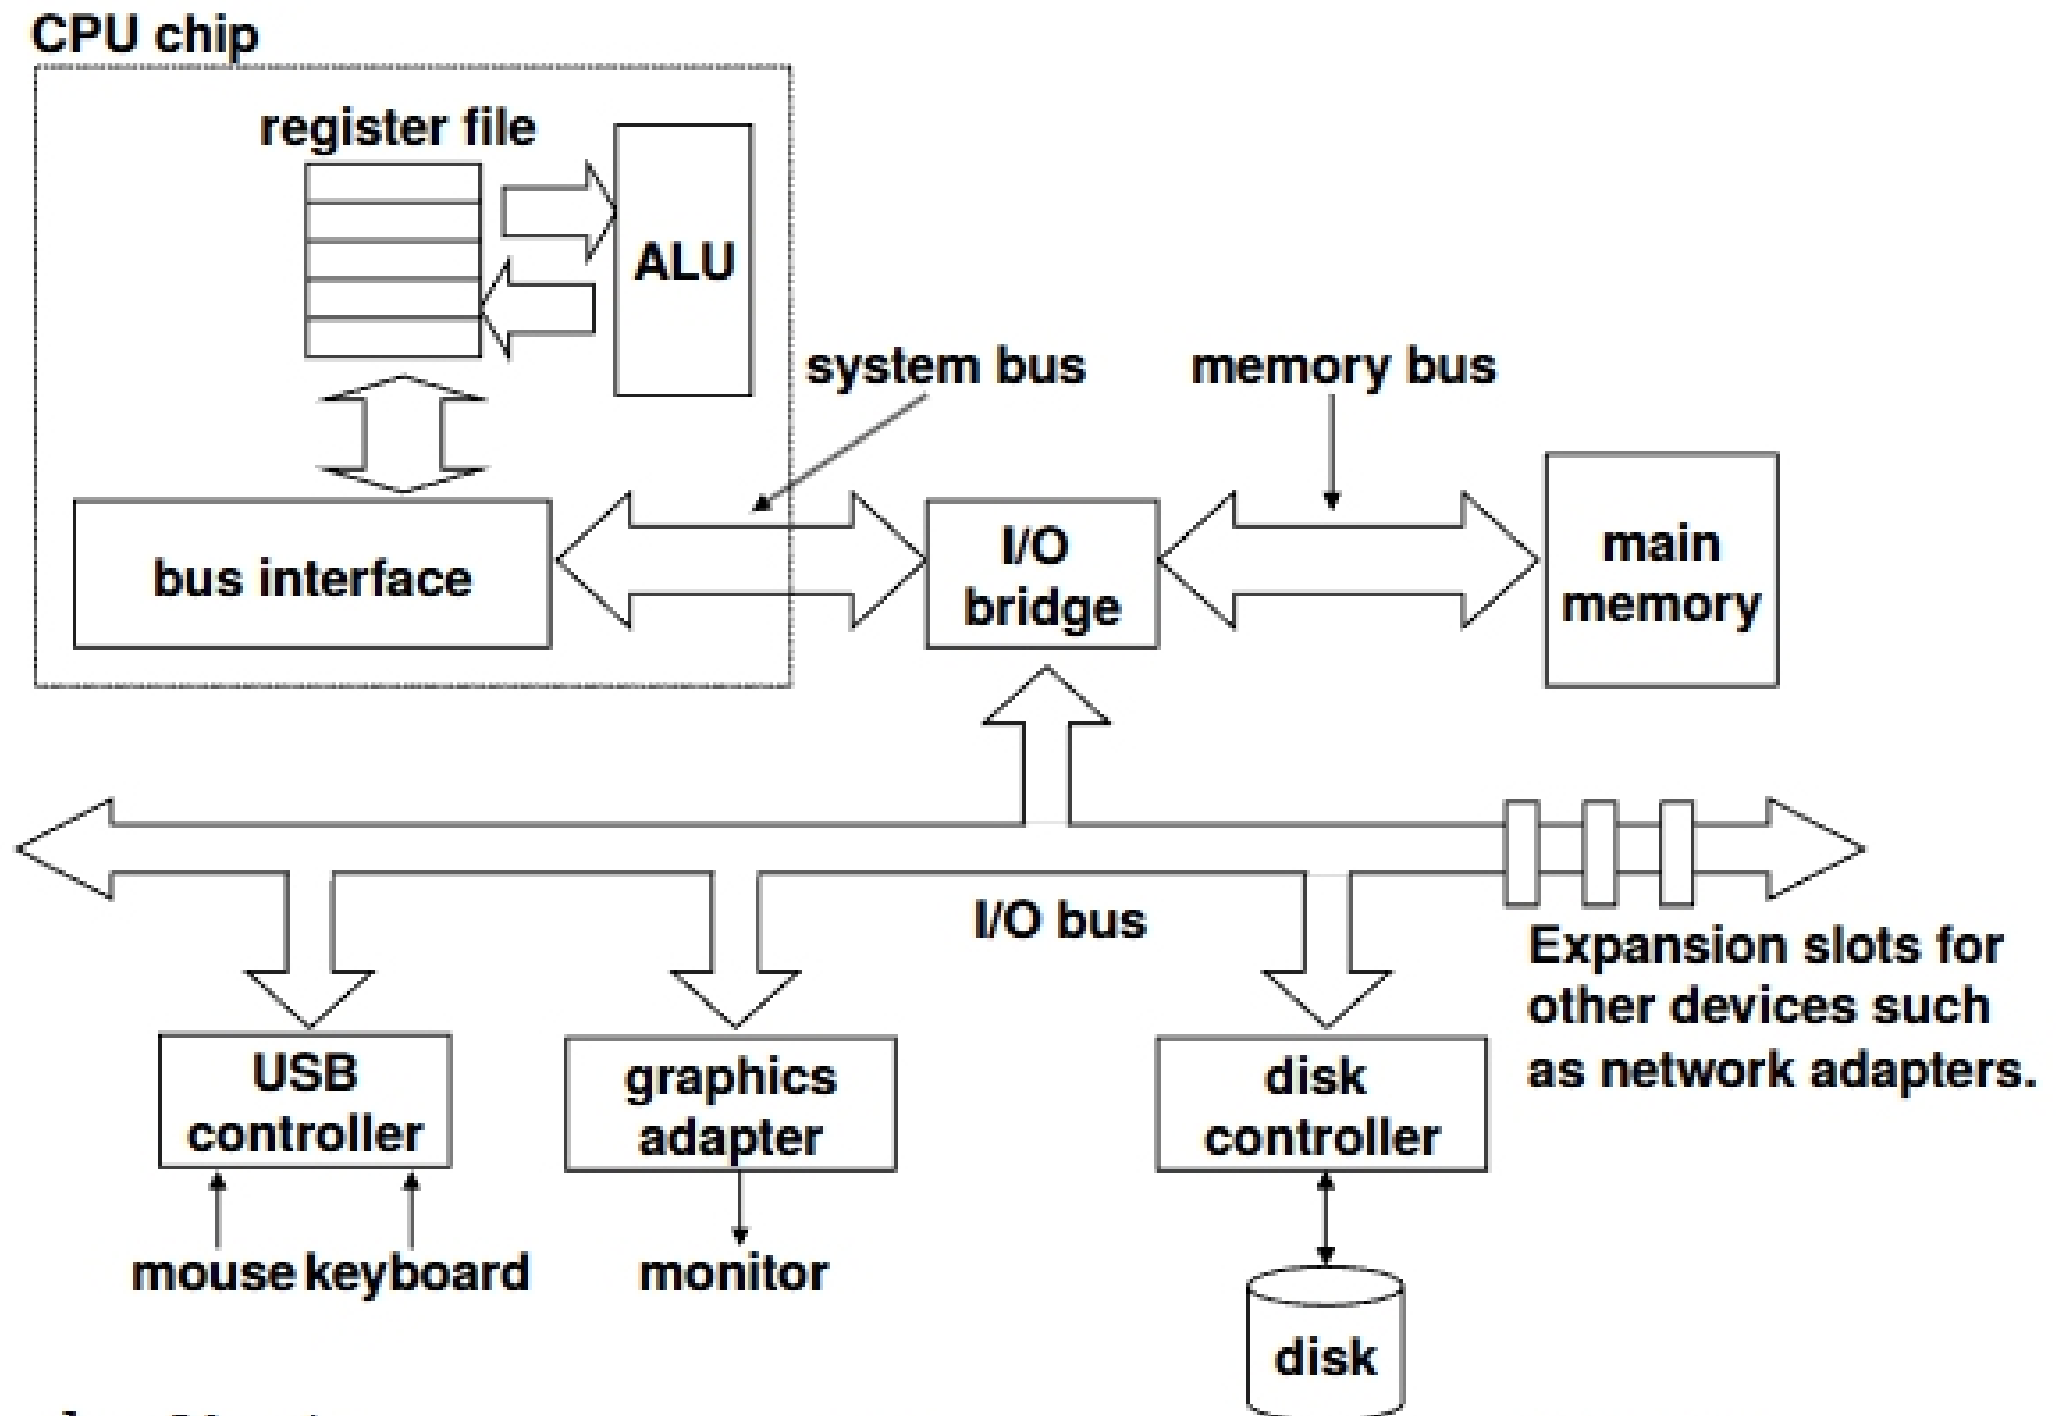 CPU chip
register file
ALU
system bus
memory bus
bus interface
I/O
bridge
main
memory
I/O bus
Expansion slots for
other devices such
as network adapters.
USB
controller
graphics
adapter
disk
controller
mouse
keyboard
monitor
disk